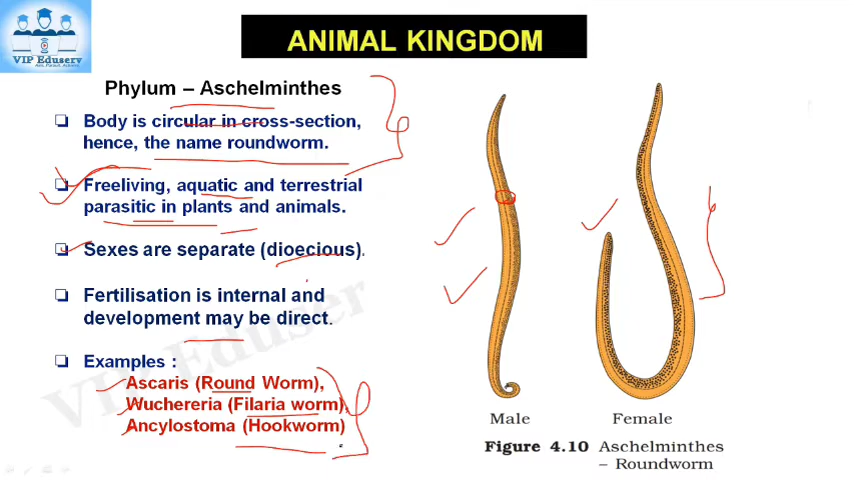 VIP Eduserv
ANIMAL KINGDOM
Phylum – Aschelminthes
Body is circular in cross-section,
hence, the name roundworm.
Freeliving, aquatic and terrestrial
parasitic in plants and animals.
Sexes are separate (dioecious).
Fertilisation is internal and
development may be direct.
Examples :
Ascaris (Round Worm),
Wuchereria (Filaria worm),
Ancylostoma (Hookworm)
VIP Eduser
Male
Female
Figure 4.10 Aschelminthes
– Roundworm